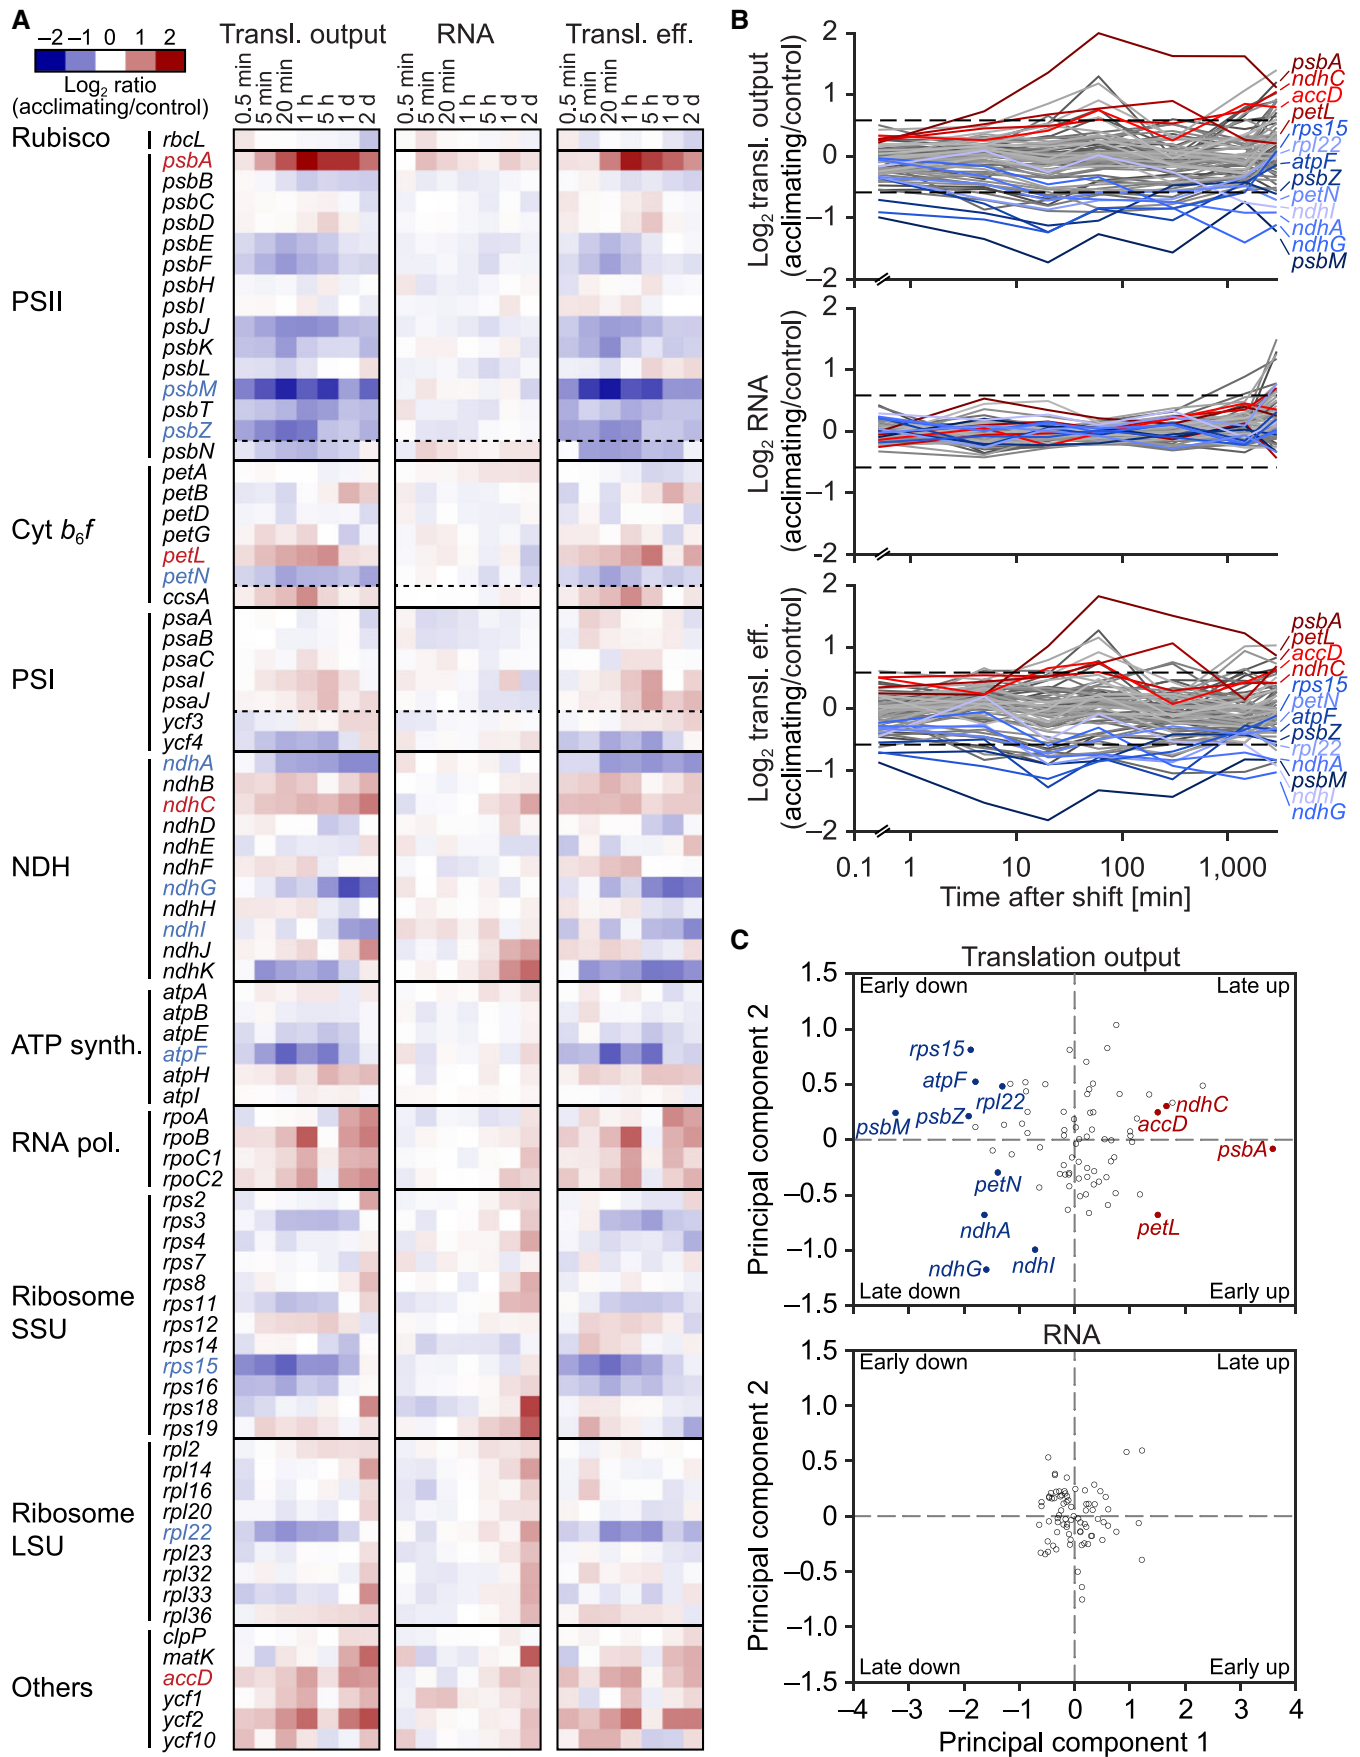 A
−2 −1 0 1 2
Log2 ratio
(acclimating/control)
Transl. output
RNA
Transl. eff.
0.5 min
5 min
20 min
1 h
5 h
1 d
2 d
0.5 min
5 min
20 min
1 h
5 h
1 d
2 d
0.5 min
5 min
20 min
1 h
5 h
1 d
2 d
Rubisco
rbcL
PSII
psbA
psbB
psbC
psbD
psbE
psbF
psbH
psbI
psbJ
psbK
psbL
psbM
psbT
psbZ
psbN
Cyt b6f
petA
petB
petD
petG
petL
petN
ccsA
PSI
psaA
psaB
psaC
psaI
psaJ
ycf3
ycf4
NDH
ndhA
ndhB
ndhC
ndhD
ndhE
ndhF
ndhG
ndhH
ndhI
ndhJ
ndhK
ATP synth.
atpA
atpB
atpE
atpF
atpH
atpI
RNA pol.
rpoA
rpoB
rpoC1
rpoC2
Ribosome
SSU
rps2
rps3
rps4
rps7
rps8
rps11
rps12
rps14
rps15
rps16
rps18
rps19
Ribosome
LSU
rpl2
rpl14
rpl16
rpl20
rpl22
rpl23
rpl32
rpl33
rpl36
Others
clpP
matK
accD
ycf1
ycf2
ycf10
B
Log2 transl. output
(acclimating/control)
2
1
0
−1
−2
psbA
ndhC
accD
petL
rps15
rpl22
atpF
psbZ
petN
ndhI
ndhA
ndhG
psbM
Log2 RNA
(acclimating/control)
2
1
0
−1
-2
Log2 transl. eff.
(acclimating/control)
2
1
0
−1
−2
psbA
petL
accD
ndhC
rps15
petN
atpF
psbZ
rpl22
ndhA
psbM
ndhI
ndhG
0.1 1 10 100 1,000
Time after shift [min]
C
Translation output
Principal component 2
1.5
1.0
0.5
0
−0.5
−1.0
−1.5
Early down
Late up
rps15
atpF
rpl22
psbM
psbZ
ndhC
accD
psbA
petN
ndhA
petL
ndhG
ndhI
Late down
Early up
RNA
Principal component 2
1.5
1.0
0.5
0
−0.5
−1.0
−1.5
Early down
Late up
Late down
Early up
−4 −3 −2 −1 0 1 2 3 4
Principal component 1